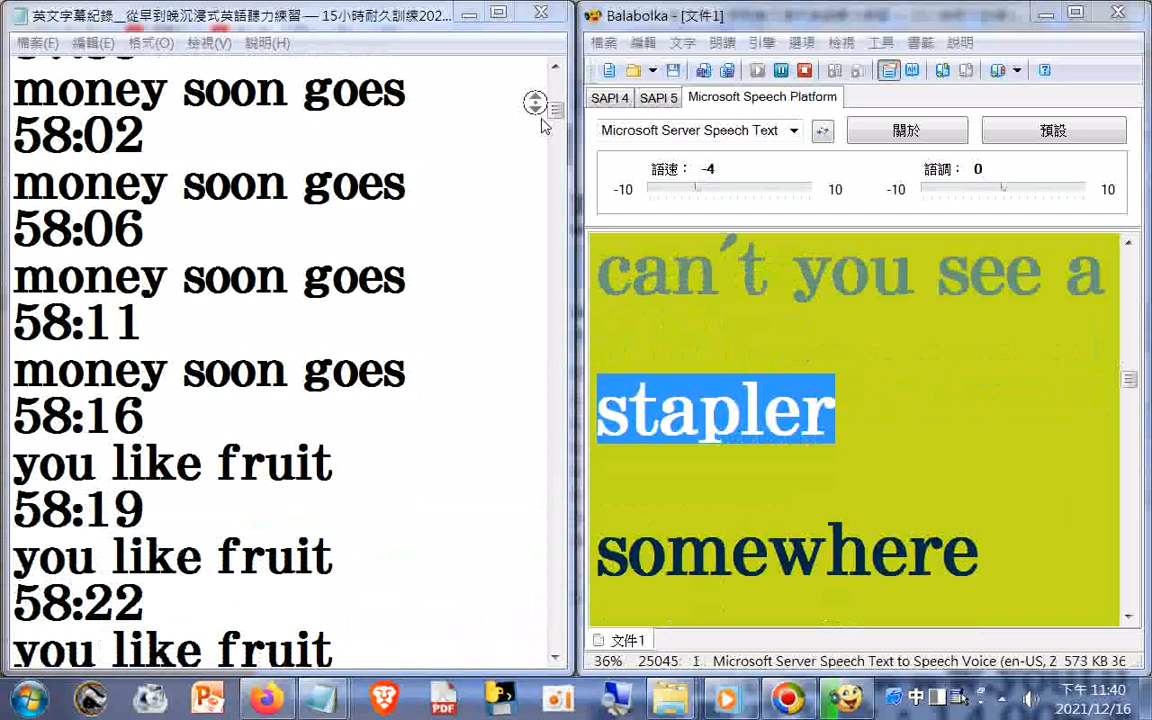 英文字幕紀錄__從早到晚沉浸式英語聽力練習 — 15小時耐久訓練202...
檔案(F) 編輯(E) 格式(O) 檢視(V) 說明(H)
money soon goes
58:02
money soon goes
58:06
money soon goes
58:11
money soon goes
58:16
you like fruit
58:19
you like fruit
58:22
you like fruit
Balabolka - [文件1]
檔案 編輯 文字 朗讀 引擎 選項 檢視 工具 書籤 說明
SAPI 4 SAPI 5 Microsoft Speech Platform
Microsoft Server Speech Text 關於 預設
語速： -4 語調： 0
-10 10 -10 10
can't you see a
stapler
somewhere
文件1
36% 25045: 1 Microsoft Server Speech Text to Speech Voice (en-US, 2 573 KB 36
PDF 中 下午 11:40
2021/12/16